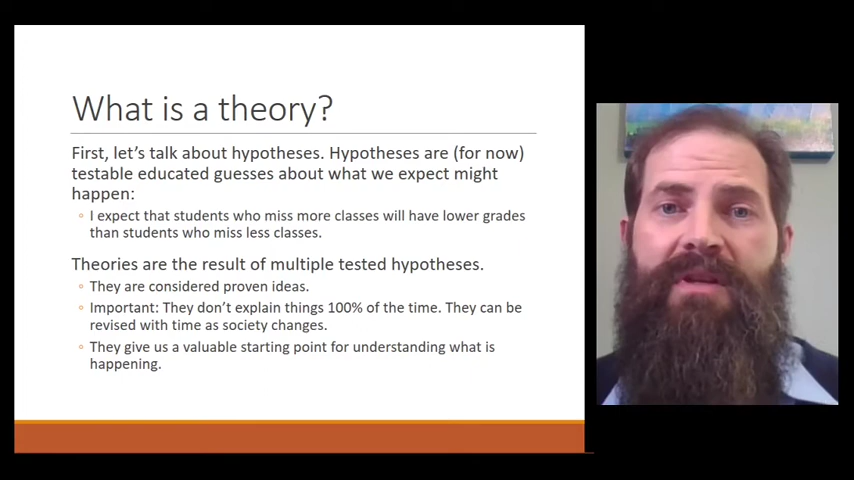 What is a theory?
First, let's talk about hypotheses. Hypotheses are (for now)
testable educated guesses about what we expect might
happen:
◦ I expect that students who miss more classes will have lower grades
than students who miss less classes.
Theories are the result of multiple tested hypotheses.
◦ They are considered proven ideas.
◦ Important: They don't explain things 100% of the time. They can be
revised with time as society changes.
◦ They give us a valuable starting point for understanding what is
happening.